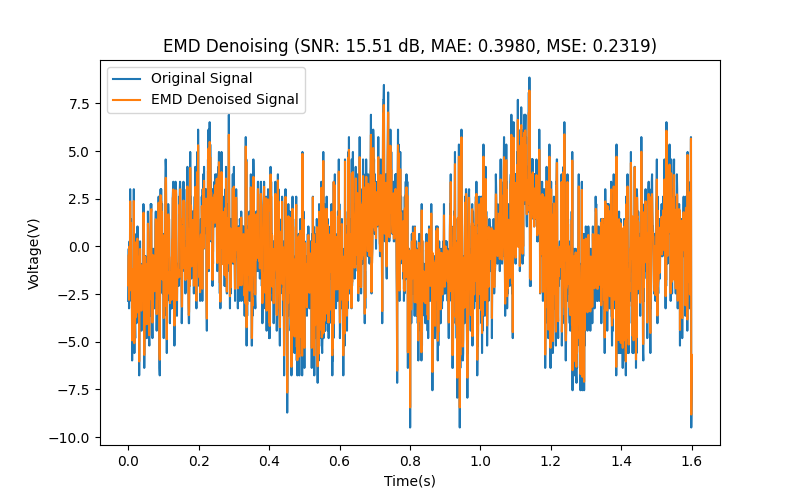 EMD Denoising (SNR: 15.51 dB, MAE: 0.3980, MSE: 0.2319)
Original Signal
EMD Denoised Signal
7.5
5.0
2.5
0.0
−2.5
−5.0
−7.5
−10.0
Voltage(V)
0.0 0.2 0.4 0.6 0.8 1.0 1.2 1.4 1.6
Time(s)